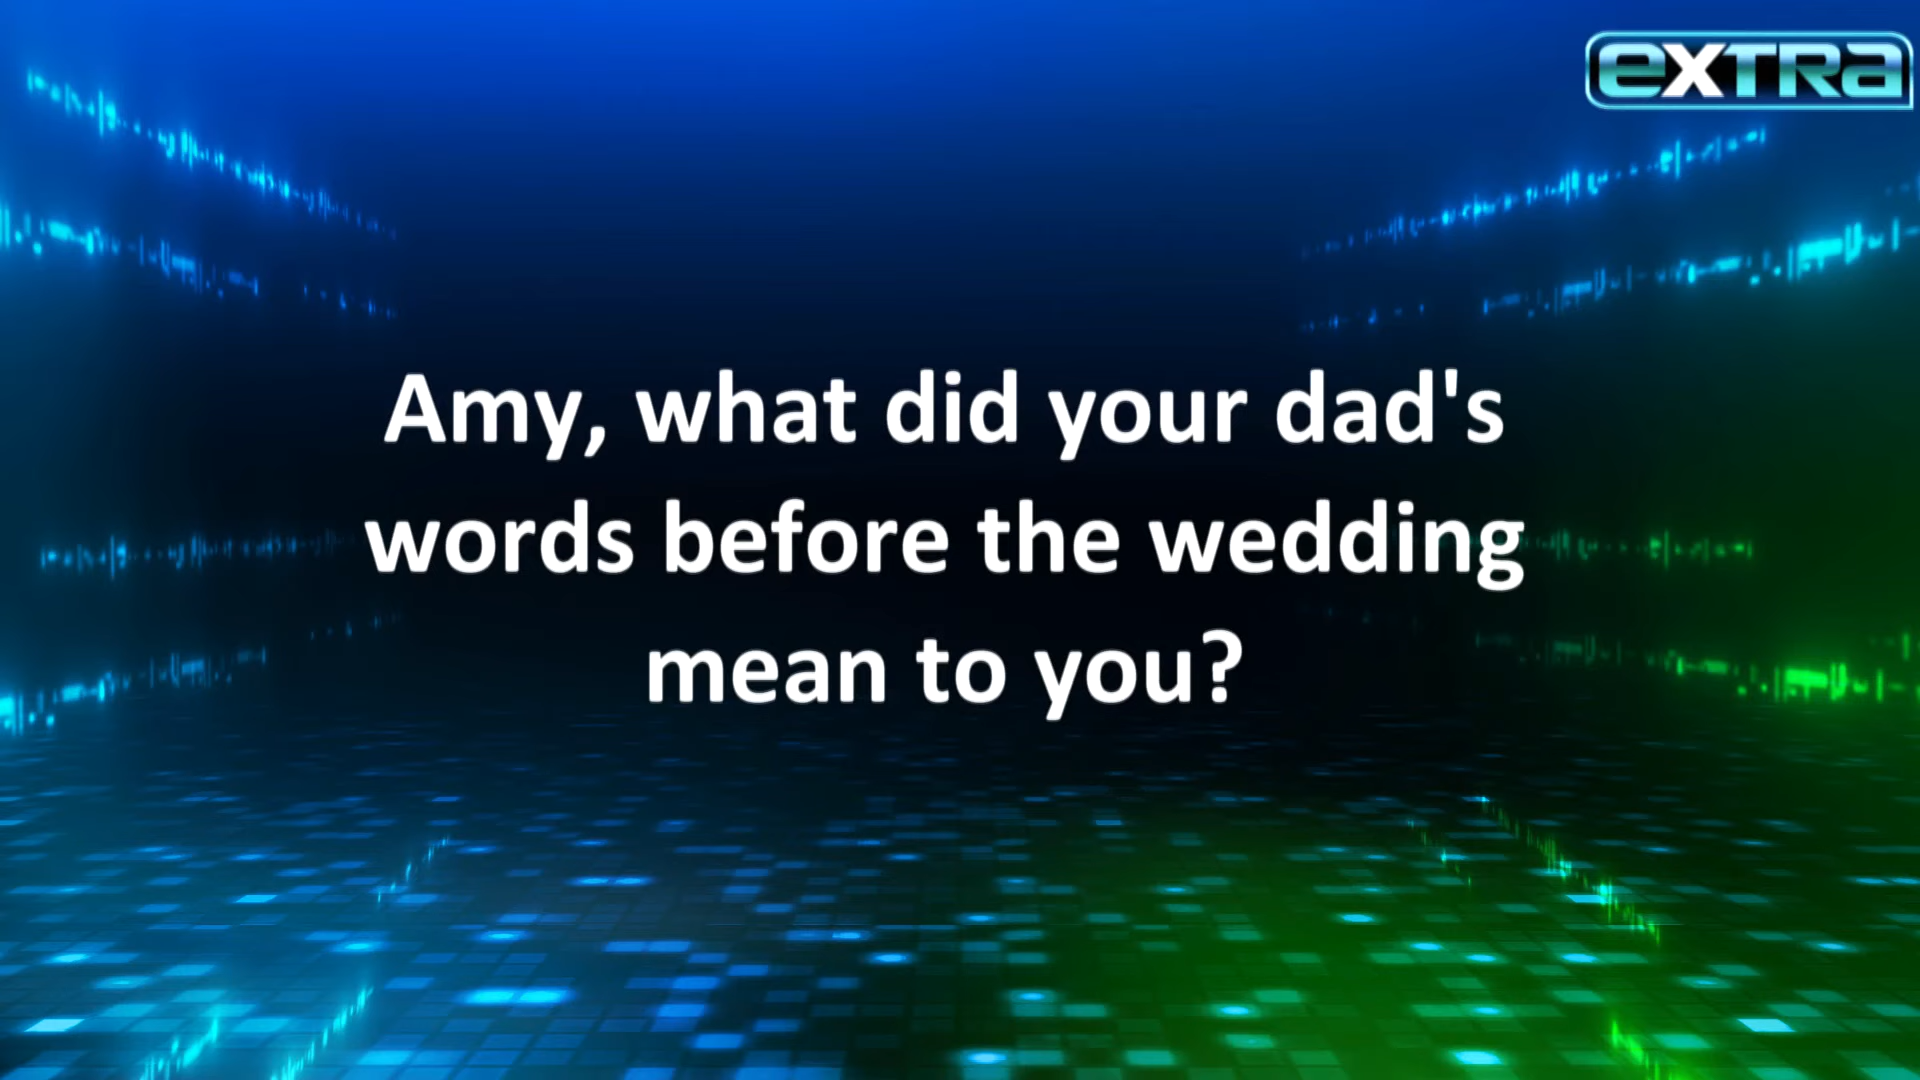 extra
Amy, what did your dad's
words before the wedding
mean to you?